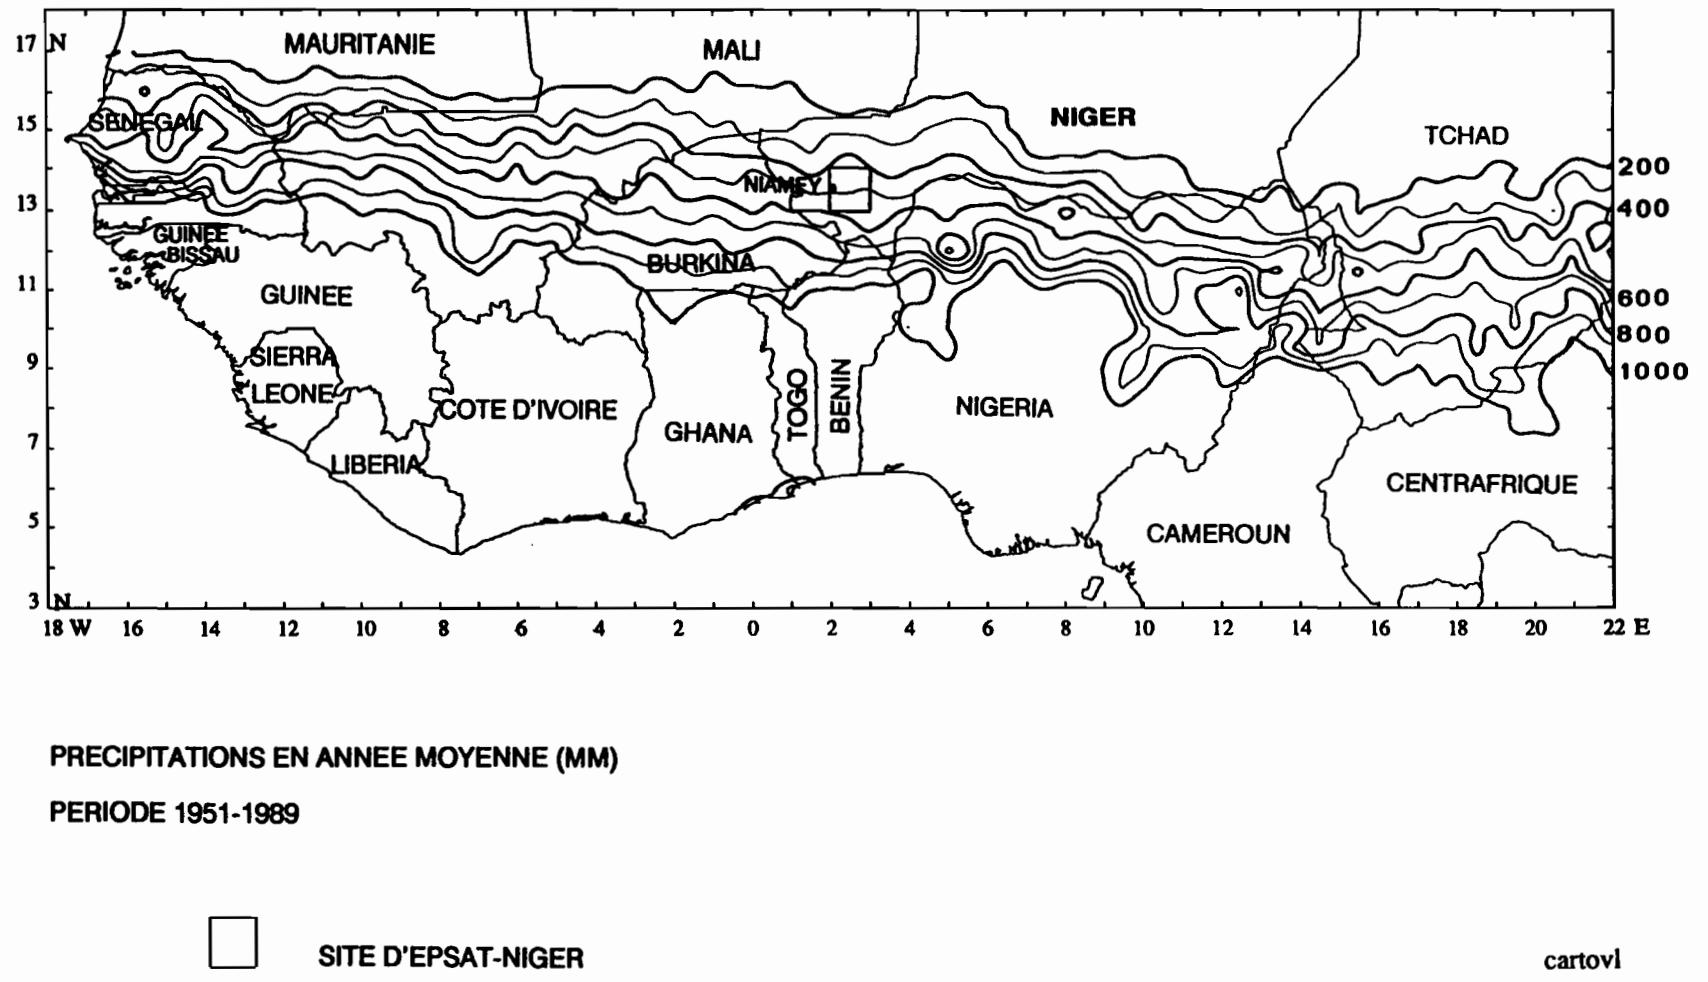 17 N
MAURITANIE
MALI
NIGER
TCHAD
15
SENEGAL
200
NIAMEY
13
400
GUINEE
BISSAU
BURKINA
11
GUINEE
600
800
9
SIERRA
LEONE
1000
COTE D'IVOIRE
GHANA
TOGO
BENIN
NIGERIA
7
LIBERIA
CENTRAFRIQUE
5
CAMEROUN
3 N
18 W 16 14 12 10 8 6 4 2 0 2 4 6 8 10 12 14 16 18 20 22 E
PRECIPITATIONS EN ANNEE MOYENNE (MM)
PERIODE 1951-1989
SITE D'EPSAT-NIGER
cartovl